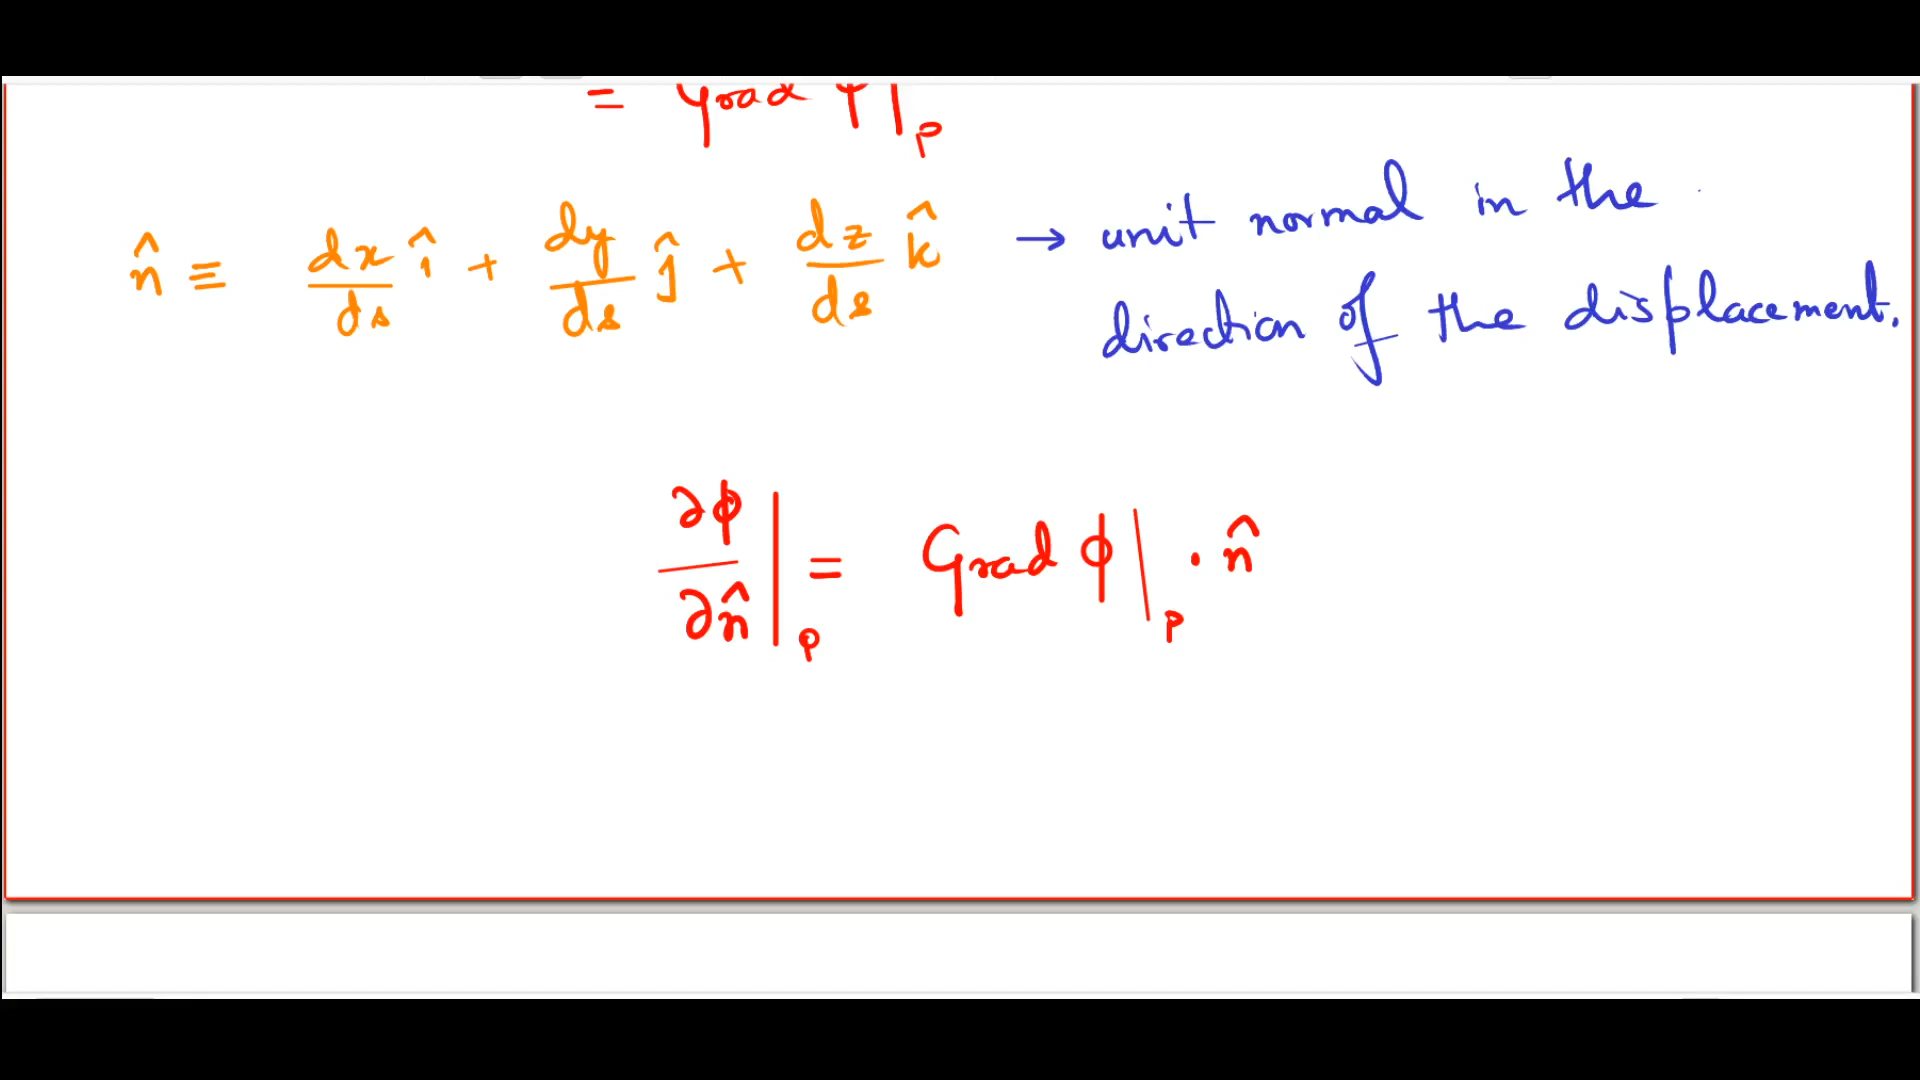 = Grad φ|p
n̂ ≡ dx/ds î + dy/ds ĵ + dz/ds k̂ → unit normal in the
direction of the displacement.
∂φ/∂n̂|p = Grad φ|p · n̂